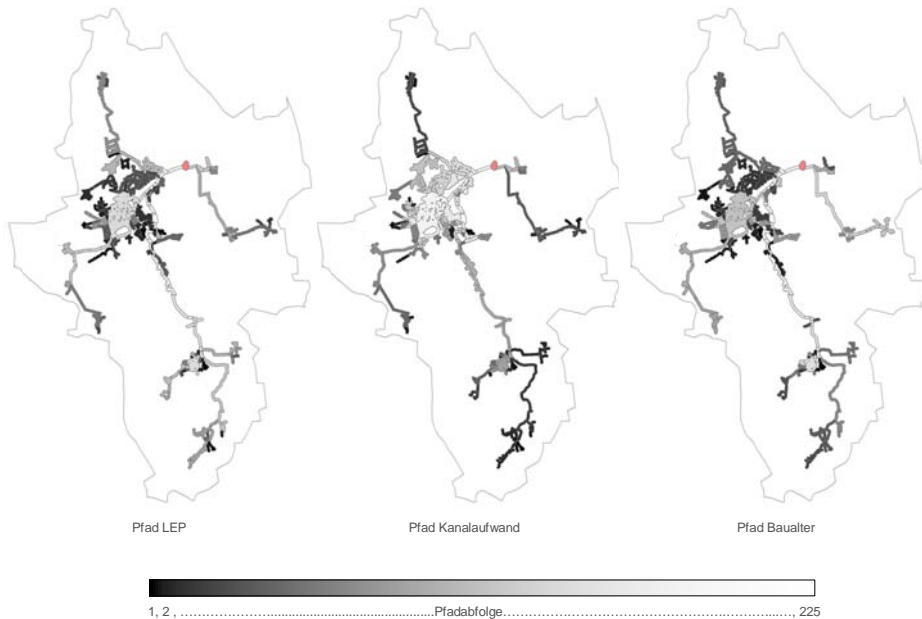 Pfad LEP
Pfad Kanalaufwand
Pfad Baualter
1, 2 , ……………………................................................Pfadabfolge………………………………………………………………....…, 225